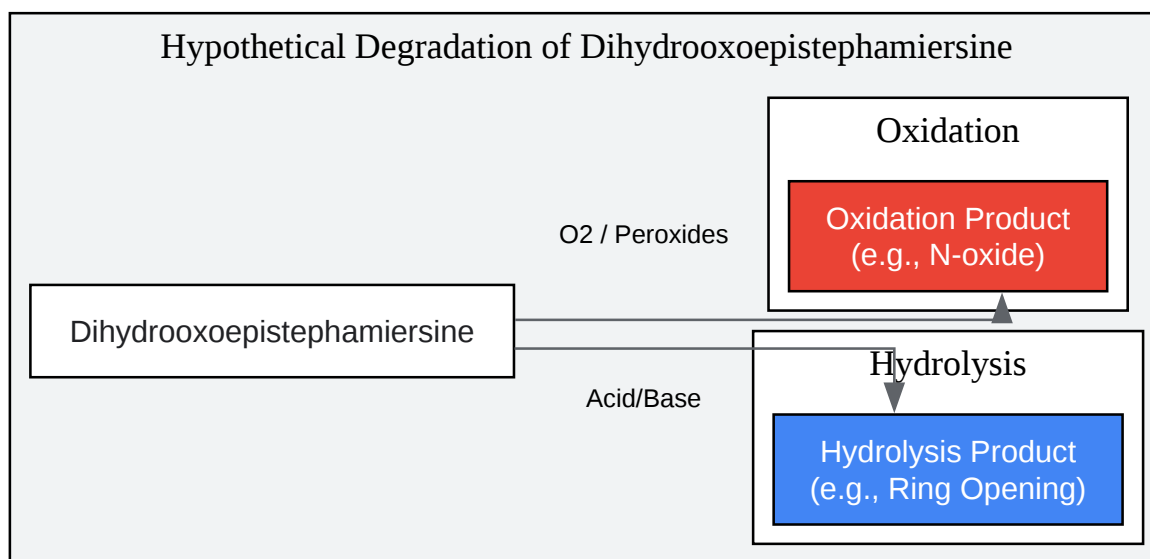 Hypothetical Degradation of Dihydrooxoepistephamiersine
Oxidation
Oxidation Product
(e.g., N-oxide)
O2 / Peroxides
Dihydrooxoepistephamiersine
Hydrolysis
Acid/Base
Hydrolysis Product
(e.g., Ring Opening)